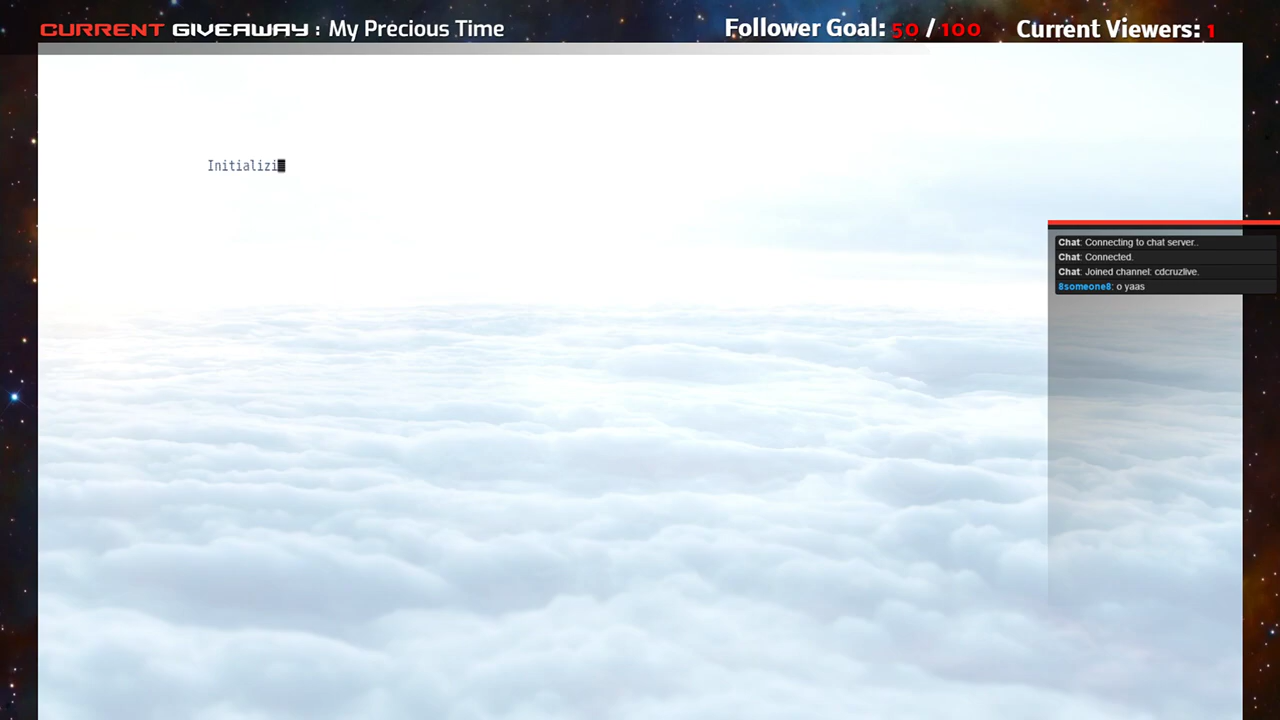 CURRENT GIVEAWAY : My Precious Time
Follower Goal: 50 / 100
Current Viewers: 1
Initializi
Chat: Connecting to chat server..
Chat: Connected.
Chat: Joined channel: cdcruzlive.
8someone8: o yaas